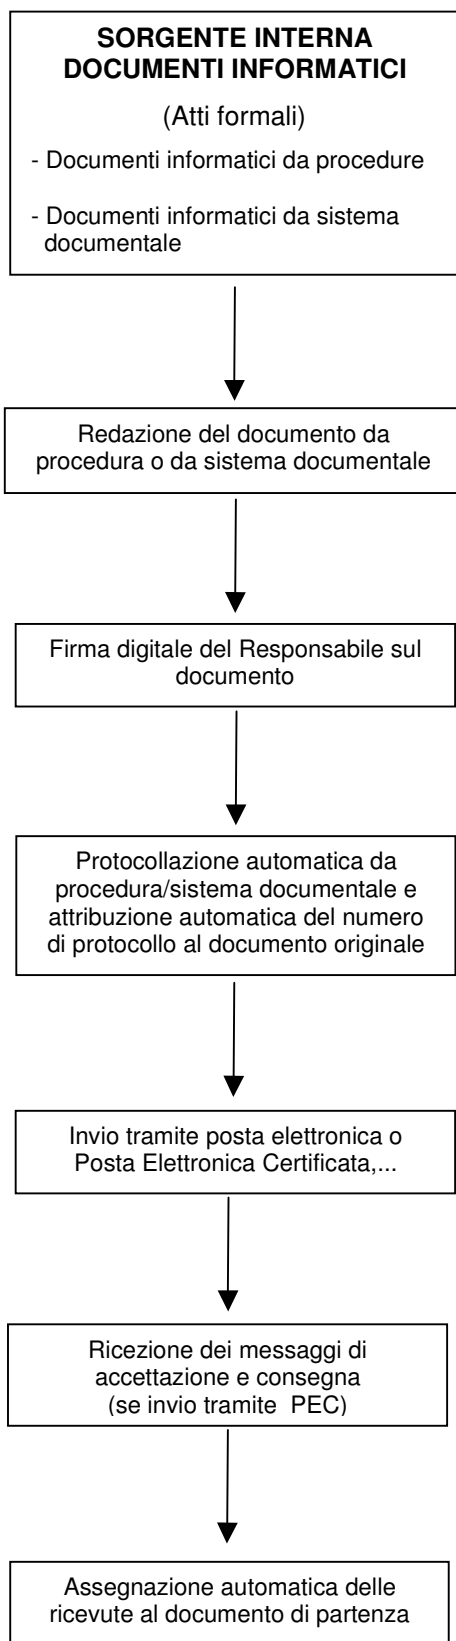 SORGENTE INTERNA
DOCUMENTI INFORMATICI
(Atti formali)
- Documenti informatici da procedure
- Documenti informatici da sistema
documentale
Redazione del documento da
procedura o da sistema documentale
Firma digitale del Responsabile sul
documento
Protocollazione automatica da
procedura/sistema documentale e
attribuzione automatica del numero
di protocollo al documento originale
Invio tramite posta elettronica o
Posta Elettronica Certificata,...
Ricezione dei messaggi di
accettazione e consegna
(se invio tramite PEC)
Assegnazione automatica delle
ricevute al documento di partenza